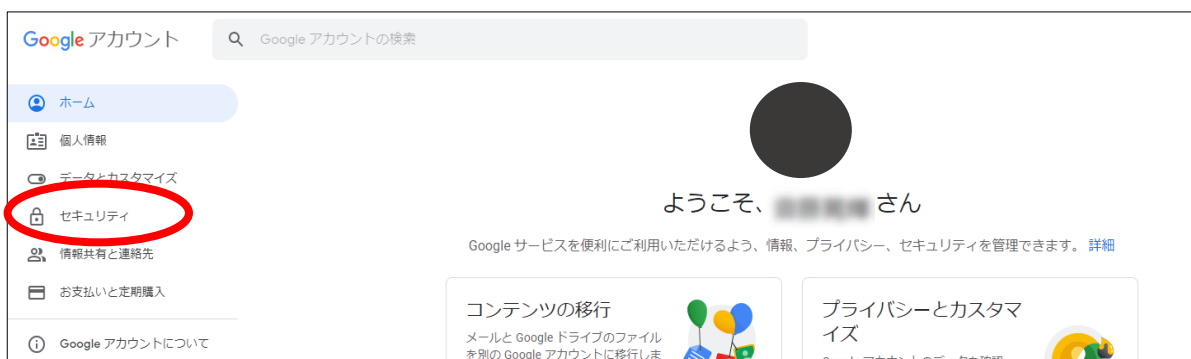 Google アカウント
Google アカウントの検索
ホーム
個人情報
データとカスタマイズ
セキュリティ
情報共有と連絡先
お支払いと定期購入
Google アカウントについて
ようこそ、 さん
Google サービスを便利にご利用いただけるよう、情報、プライバシー、セキュリティを管理できます。 詳細
コンテンツの移行
メールと Google ドライブのファイル
を別の Google アカウントに移行しま
プライバシーとカスタマ
イズ